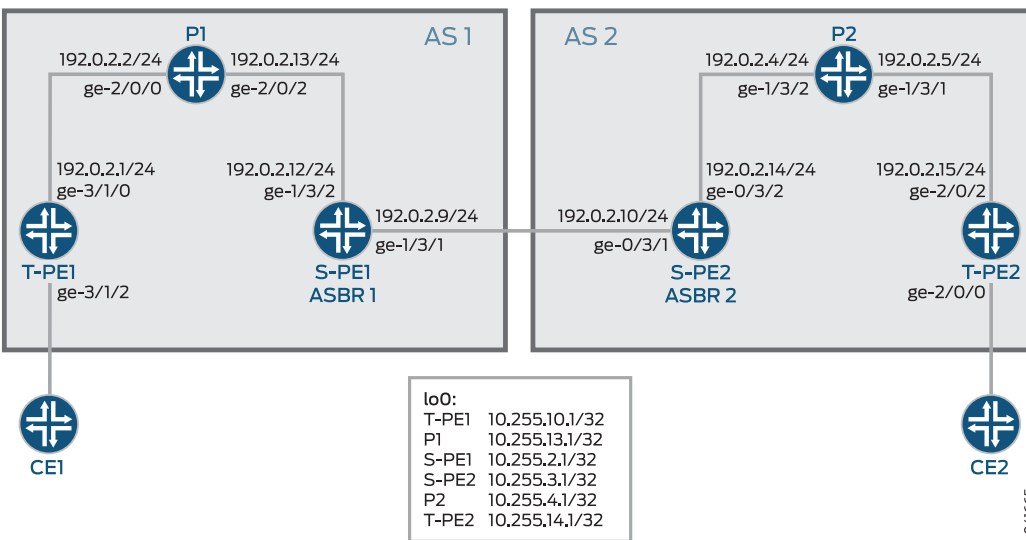 AS 1
P1
192.0.2.2/24
192.0.2.13/24
ge-2/0/0
ge-2/0/2
192.0.2.1/24
ge-3/1/0
192.0.2.12/24
ge-1/3/2
192.0.2.9/24
ge-1/3/1
T-PE1
ge-3/1/2
S-PE1
ASBR 1
CE1
AS 2
P2
192.0.2.4/24
192.0.2.5/24
ge-1/3/2
ge-1/3/1
192.0.2.14/24
ge-0/3/2
192.0.2.15/24
ge-2/0/2
192.0.2.10/24
ge-0/3/1
S-PE2
ASBR 2
T-PE2
ge-2/0/0
CE2
lo0:
T-PE1 10.255.10.1/32
P1 10.255.13.1/32
S-PE1 10.255.2.1/32
S-PE2 10.255.3.1/32
P2 10.255.4.1/32
T-PE2 10.255.14.1/32